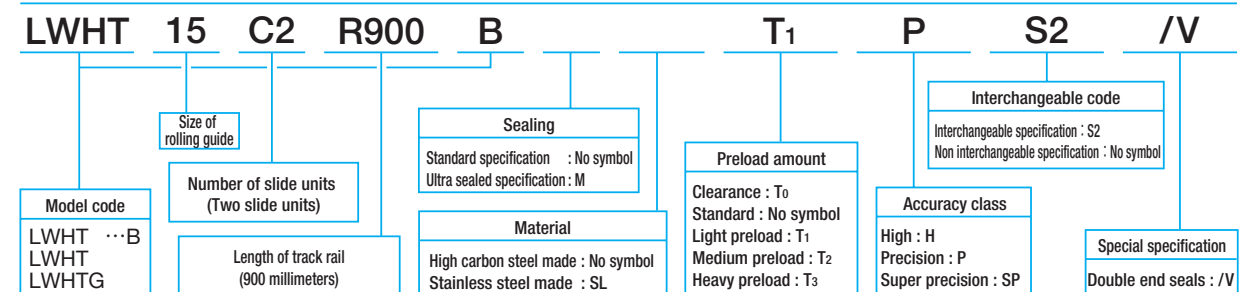 LWHT 15 C2 R900 B T1 P S2 /V
Size of
rolling guide
Number of slide units
(Two slide units)
Model code
LWHT …B
LWHT
LWHTG
Length of track rail
(900 millimeters)
Sealing
Standard specification : No symbol
Ultra sealed specification : M
Material
High carbon steel made : No symbol
Stainless steel made : SL
Preload amount
Clearance : T0
Standard : No symbol
Light preload : T1
Medium preload : T2
Heavy preload : T3
Interchangeable code
Interchangeable specification : S2
Non interchangeable specification : No symbol
Accuracy class
High : H
Precision : P
Super precision : SP
Special specification
Double end seals : /V